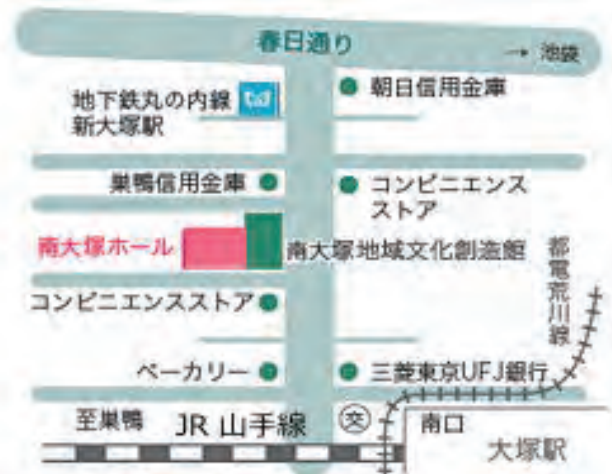 春日通り
→ 池袋
地下鉄丸の内線
新大塚駅
朝日信用金庫
巣鴨信用金庫
コンビニエンス
ストア
南大塚ホール
南大塚地域文化創造館
都電荒川線
コンビニエンスストア
ベーカリー
三菱東京UFJ銀行
至巣鴨
JR 山手線
交
南口
大塚駅